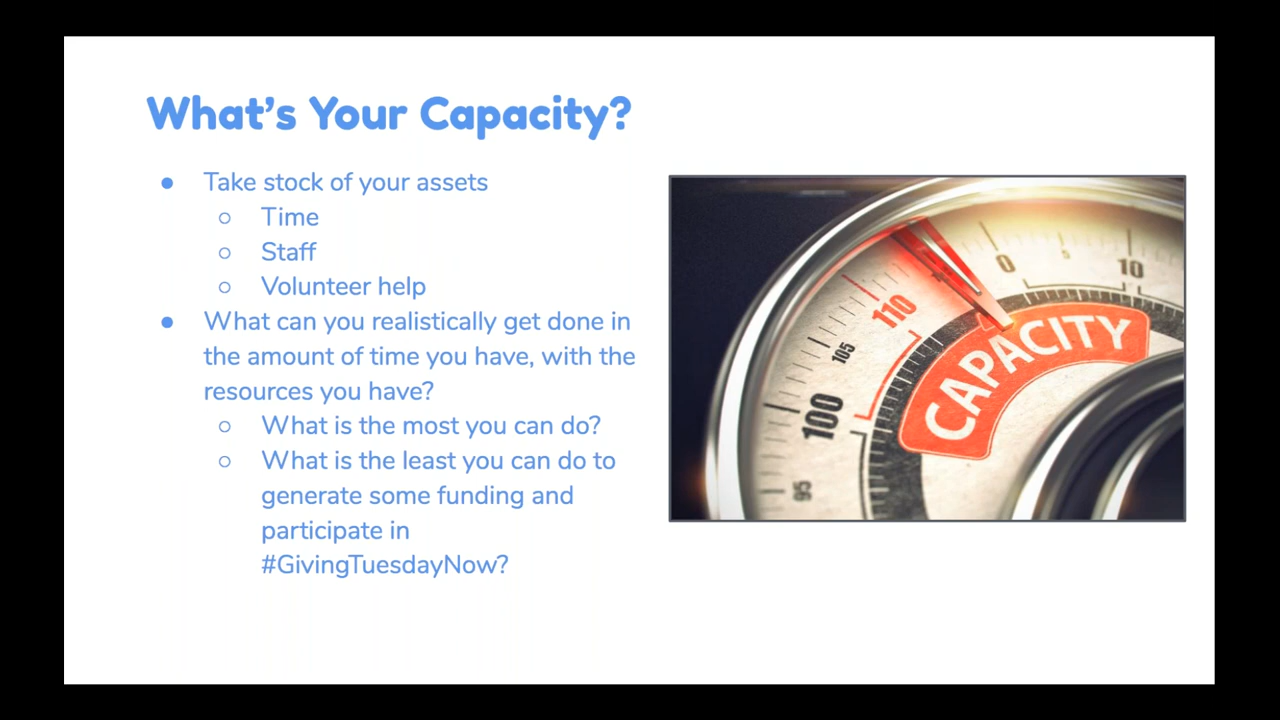 What's Your Capacity?
● Take stock of your assets
○ Time
○ Staff
○ Volunteer help
● What can you realistically get done in
the amount of time you have, with the
resources you have?
○ What is the most you can do?
○ What is the least you can do to
generate some funding and
participate in
#GivingTuesdayNow?
0
5
10
110
105
100
95
CAPACITY